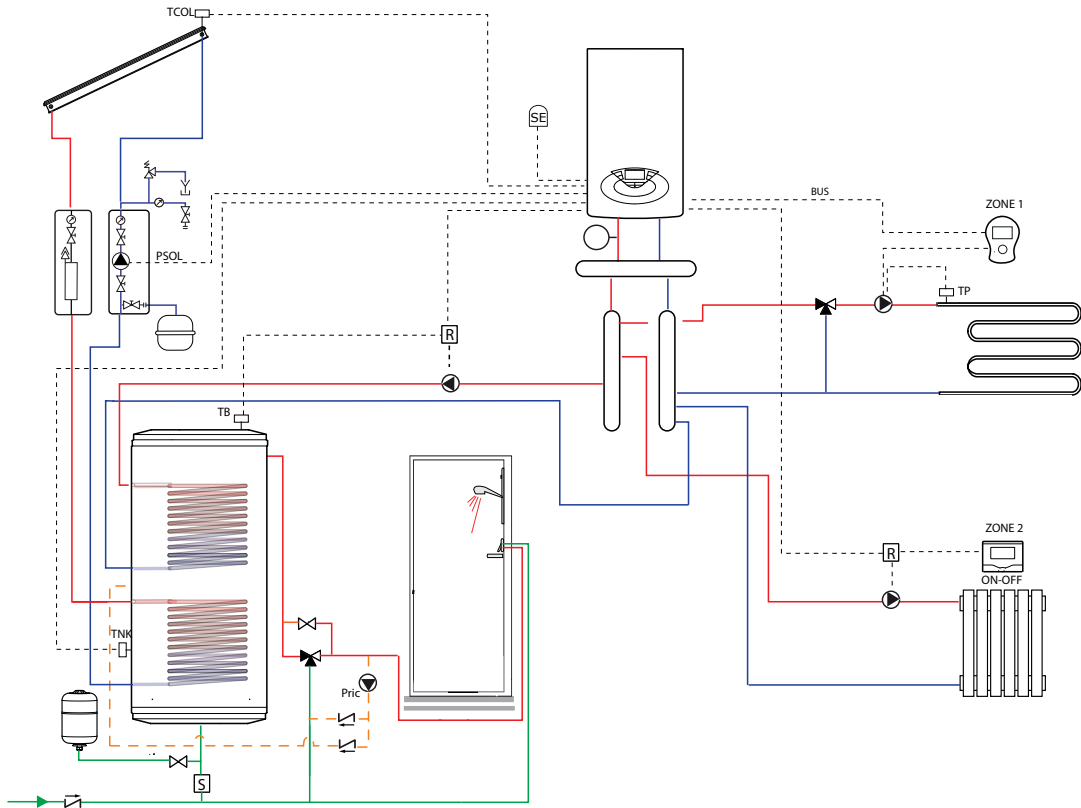 TCOL
SE
BUS
ZONE 1
PSOL
TP
R
TB
ZONE 2
R
ON-OFF
TNK
Pric
S